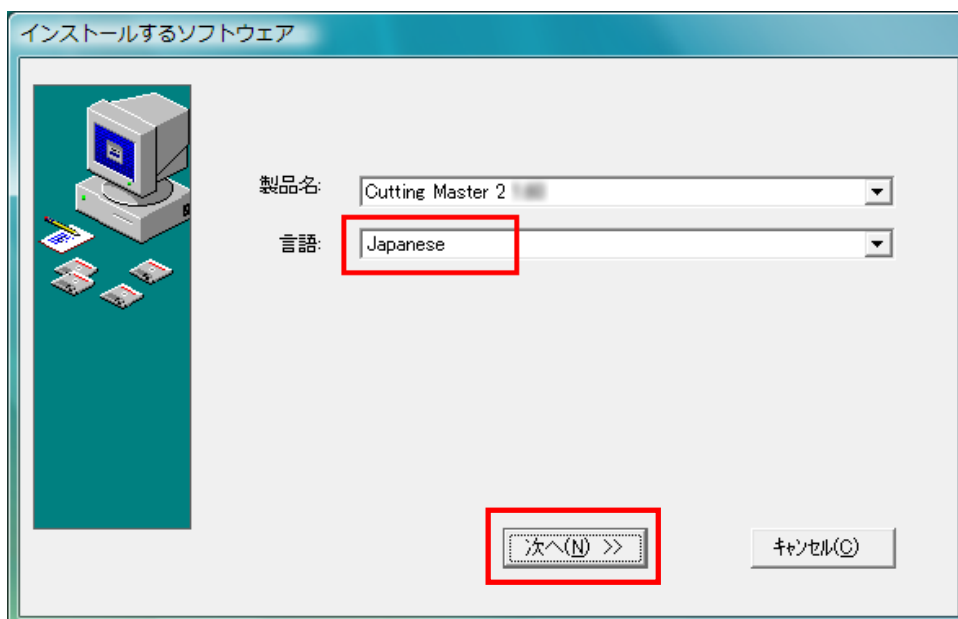 インストールするソフトウェア
製品名:
Cutting Master 2
言語:
Japanese
次へ(N) >>
キャンセル(C)